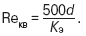 Re_кв = 500d / K_э.